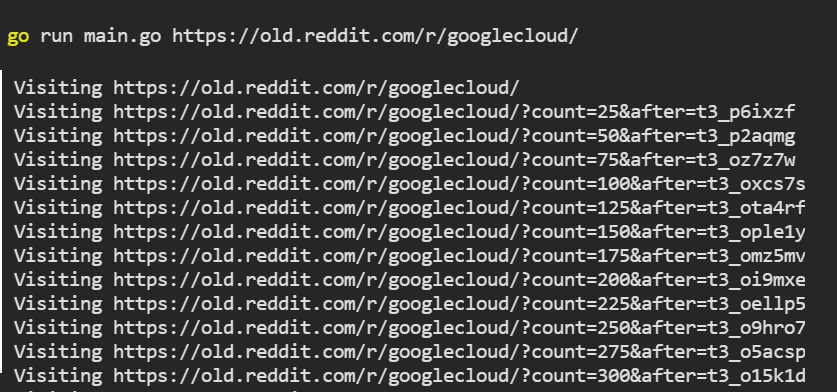 go run main.go https://old.reddit.com/r/googlecloud/
Visiting https://old.reddit.com/r/googlecloud/
Visiting https://old.reddit.com/r/googlecloud/?count=25&after=t3_p6ixzf
Visiting https://old.reddit.com/r/googlecloud/?count=50&after=t3_p2aqmg
Visiting https://old.reddit.com/r/googlecloud/?count=75&after=t3_oz7z7w
Visiting https://old.reddit.com/r/googlecloud/?count=100&after=t3_oxcs7s
Visiting https://old.reddit.com/r/googlecloud/?count=125&after=t3_ota4rf
Visiting https://old.reddit.com/r/googlecloud/?count=150&after=t3_ople1y
Visiting https://old.reddit.com/r/googlecloud/?count=175&after=t3_omz5mv
Visiting https://old.reddit.com/r/googlecloud/?count=200&after=t3_oi9mxe
Visiting https://old.reddit.com/r/googlecloud/?count=225&after=t3_oellp5
Visiting https://old.reddit.com/r/googlecloud/?count=250&after=t3_o9hro7
Visiting https://old.reddit.com/r/googlecloud/?count=275&after=t3_o5acsp
Visiting https://old.reddit.com/r/googlecloud/?count=300&after=t3_o15k1d